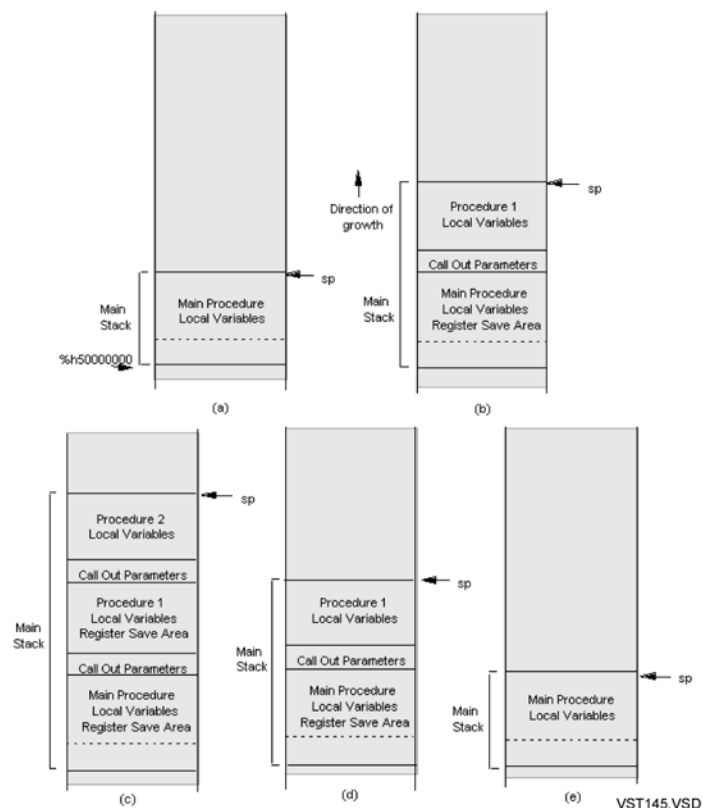 sp
Main Procedure
Local Variables
Main
Stack
%h50000000
(a)
Direction of
growth
sp
Procedure 1
Local Variables
Call Out Parameters
Main
Stack
Main Procedure
Local Variables
Register Save Area
(b)
sp
Procedure 2
Local Variables
Call Out Parameters
Procedure 1
Local Variables
Register Save Area
Main
Stack
Call Out Parameters
Main Procedure
Local Variables
Register Save Area
(c)
sp
Procedure 1
Local Variables
Main
Stack
Call Out Parameters
Main Procedure
Local Variables
Register Save Area
(d)
sp
Main
Stack
Main Procedure
Local Variables
(e)
VST145.VSD